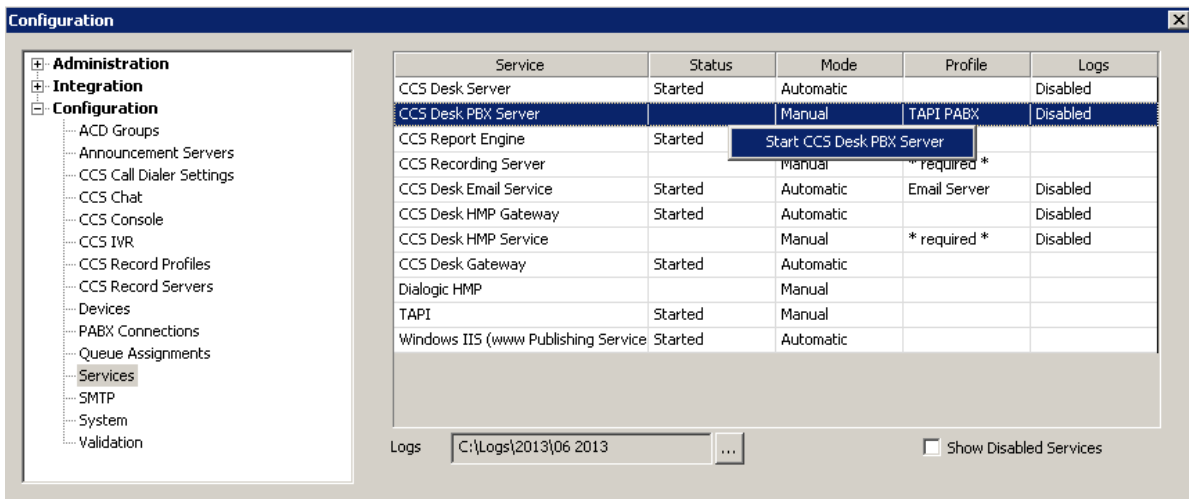 Configuration
Administration
Integration
Configuration
ACD Groups
Announcement Servers
CCS Call Dialer Settings
CCS Chat
CCS Console
CCS IVR
CCS Record Profiles
CCS Record Servers
Devices
PABX Connections
Queue Assignments
Services
SMTP
System
Validation
Service Status Mode Profile Logs
CCS Desk Server Started Automatic Disabled
CCS Desk PBX Server Manual TAPI PABX Disabled
CCS Report Engine Started
Start CCS Desk PBX Server
CCS Recording Server Manual * required *
CCS Desk Email Service Started Automatic Email Server Disabled
CCS Desk HMP Gateway Started Automatic Disabled
CCS Desk HMP Service Manual * required * Disabled
CCS Desk Gateway Started Automatic
Dialogic HMP Manual
TAPI Started Manual
Windows IIS (www Publishing Service Started Automatic
Logs C:\Logs\2013\06 2013 ... Show Disabled Services